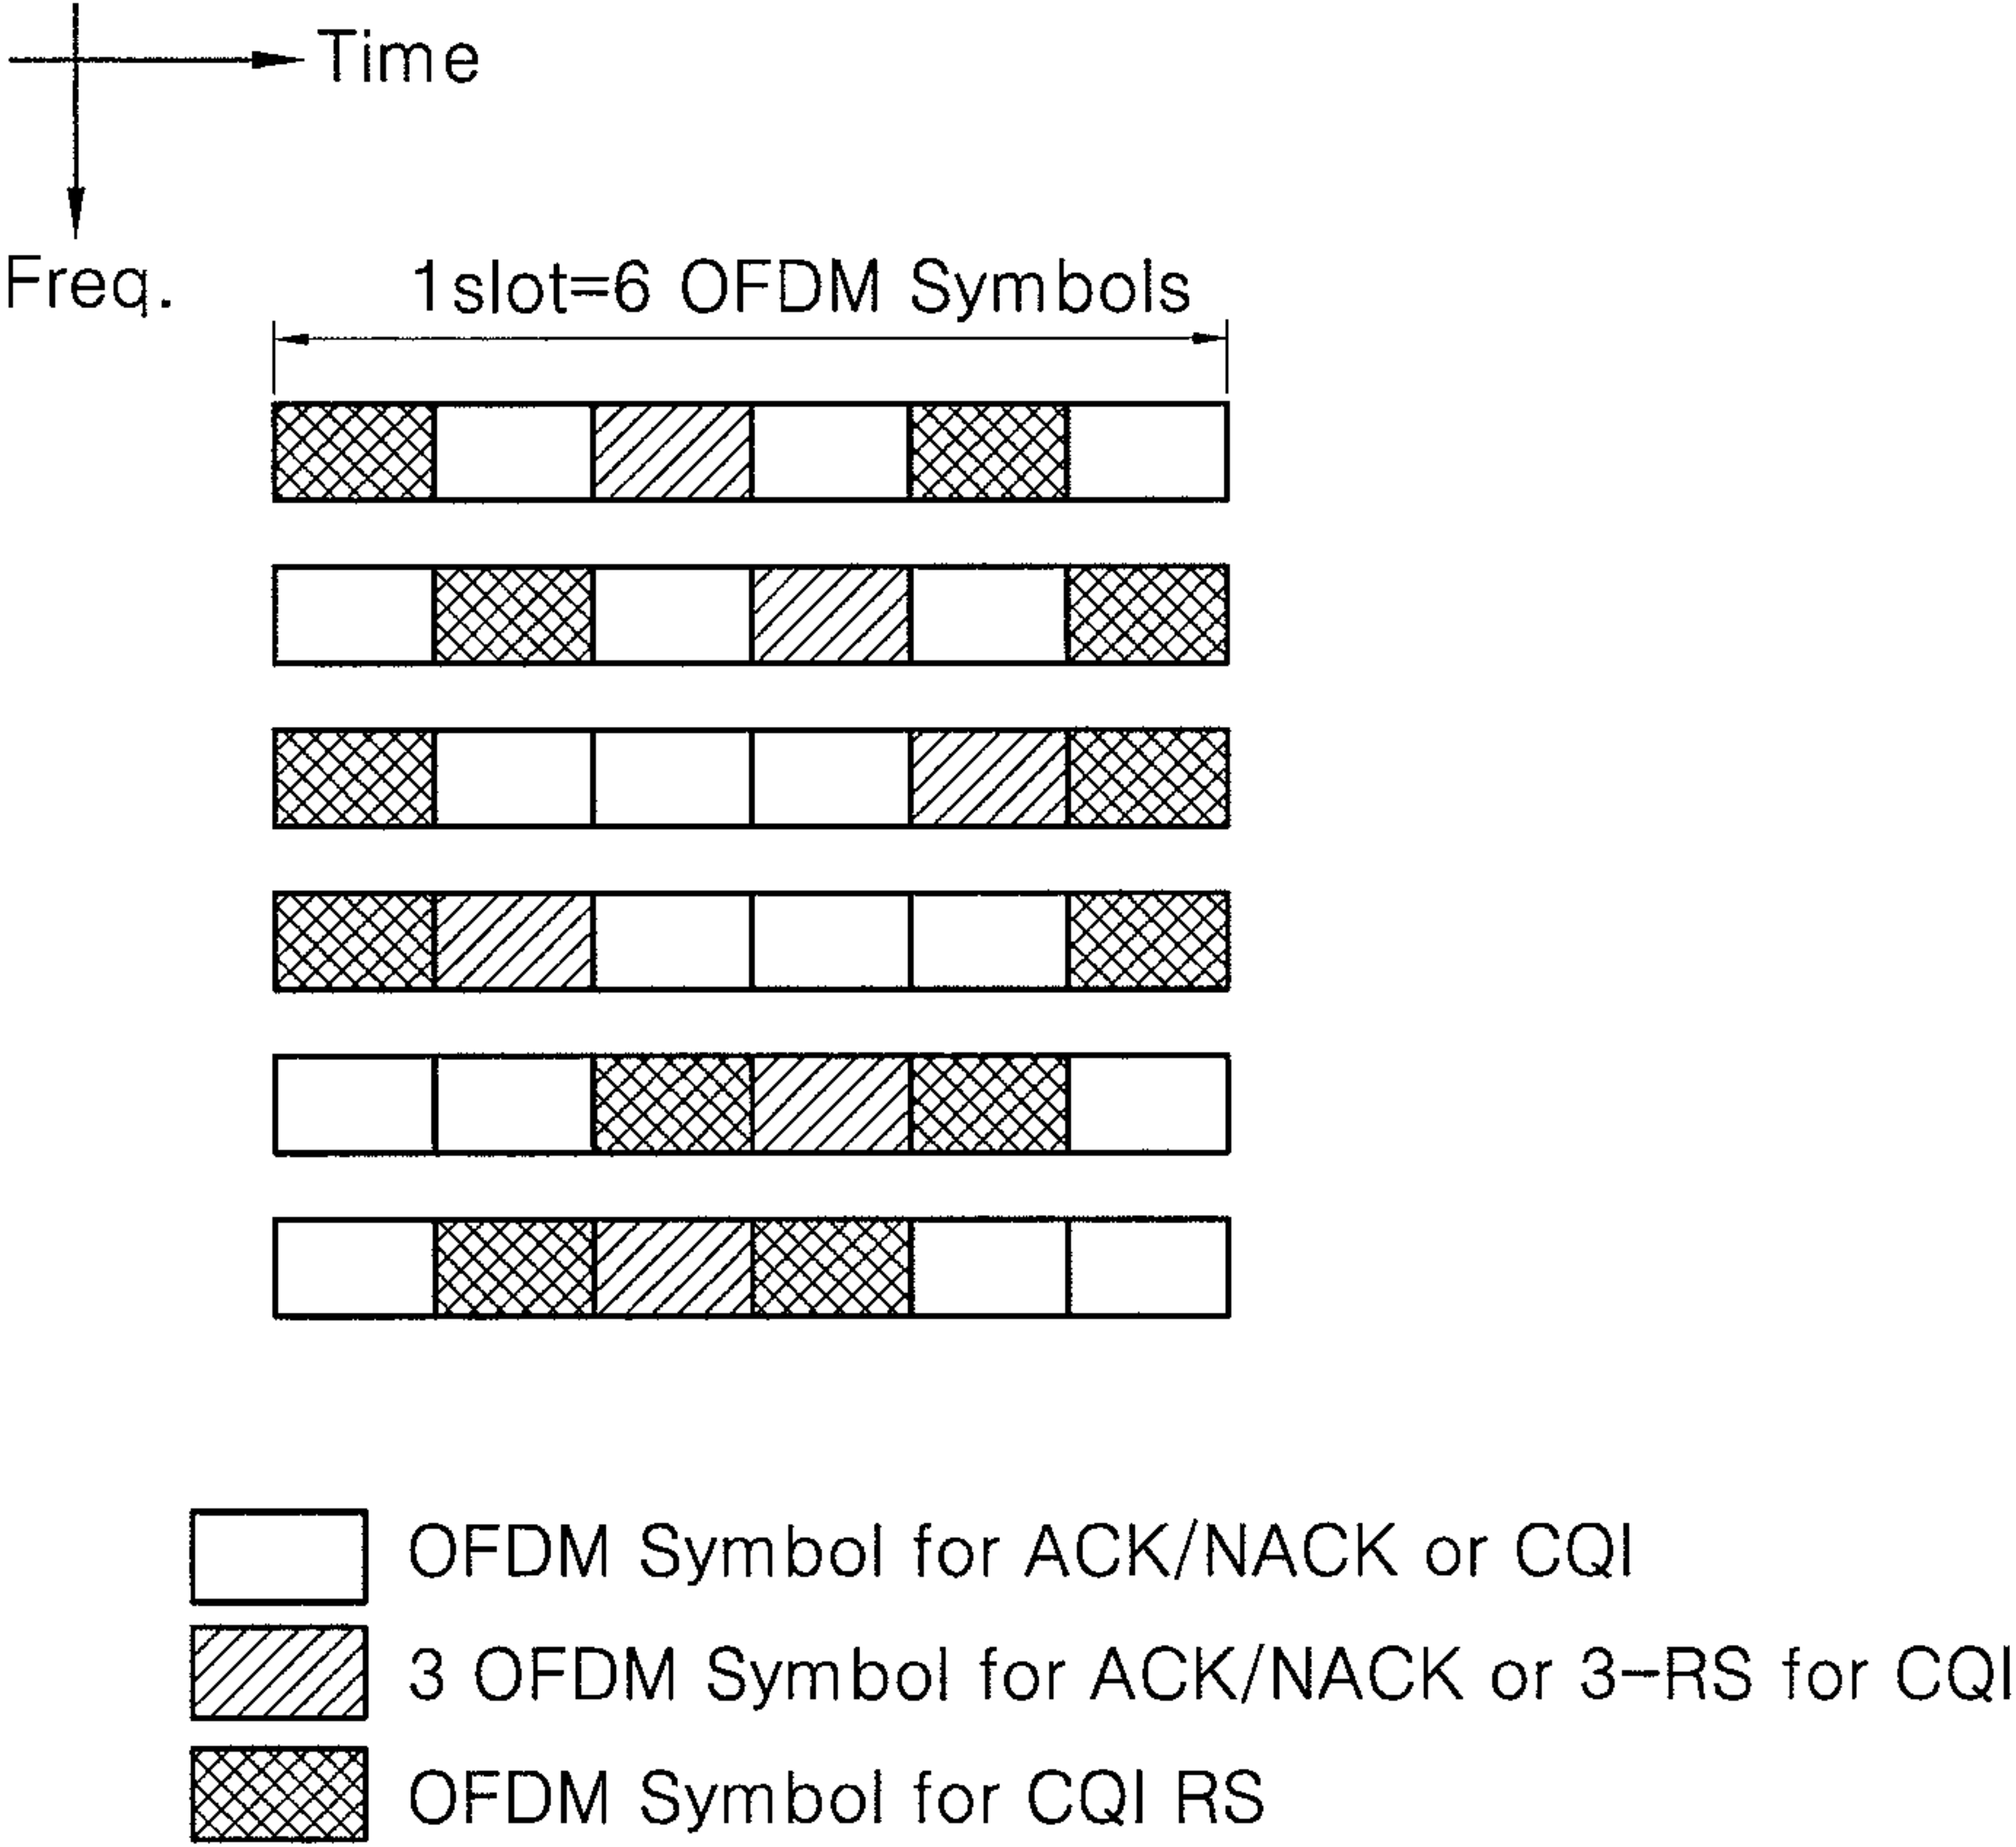 Time
Freq.
1slot=6 OFDM Symbols
OFDM Symbol for ACK/NACK or CQI
3 OFDM Symbol for ACK/NACK or 3-RS for CQI
OFDM Symbol for CQI RS